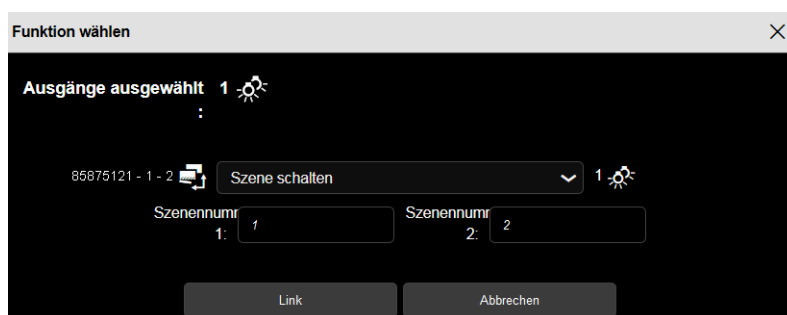 Funktion wählen
Ausgänge ausgewählt 1
:
85875121 - 1 - 2 Szene schalten 1
Szenennumr 1 Szenennumr 2
1: 2:
Link Abbrechen